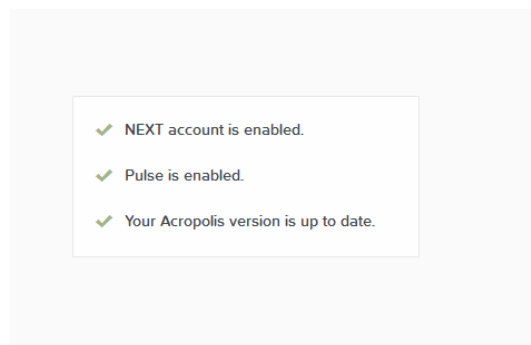 NEXT account is enabled.
Pulse is enabled.
Your Acropolis version is up to date.